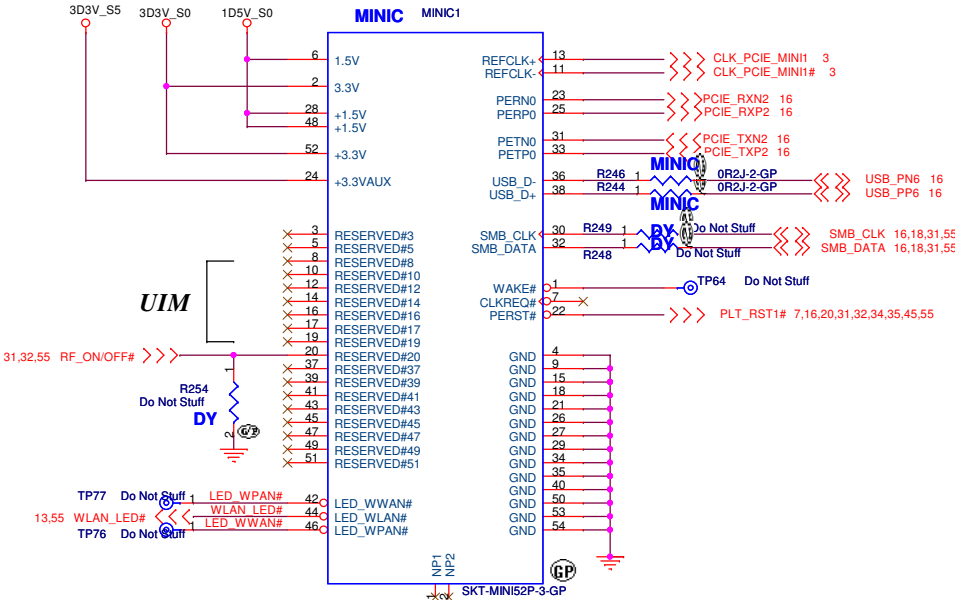 3D3V_S5 3D3V_S0 1D5V_S0 MINIC MINIC1
6 1.5V REFCLK+ 13 CLK_PCIE_MINI1 3
REFCLK- 11 CLK_PCIE_MINI1# 3
2 3.3V
PERN0 23 PCIE_RXN2 16
28 +1.5V PERP0 25 PCIE_RXP2 16
48 +1.5V
PETN0 31 PCIE_TXN2 16
52 +3.3V PETP0 33 PCIE_TXP2 16
MINIC
24 +3.3VAUX USB_D- 36 R246 1 0R2J-2-GP USB_PN6 16
USB_D+ 38 R244 1 0R2J-2-GP USB_PP6 16
MINIC
3 RESERVED#3 SMB_CLK 30 R249 1 DY Do Not Stuff SMB_CLK 16,18,31,55
5 RESERVED#5 SMB_DATA 32 R248 1 DY Do Not Stuff SMB_DATA 16,18,31,55
8 RESERVED#8
10 RESERVED#10
12 RESERVED#12 WAKE# 1 TP64 Do Not Stuff
UIM
14 RESERVED#14 CLKREQ# 7
16 RESERVED#16 PERST# 22 PLT_RST1# 7,16,20,31,32,34,35,45,55
17 RESERVED#17
19 RESERVED#19
31,32,55 RF_ON/OFF# 20 RESERVED#20 GND 4
37 RESERVED#37 GND 9
1
39 RESERVED#39 GND 15
R254
Do Not Stuff
41 RESERVED#41 GND 18
43 RESERVED#43 GND 21
DY
45 RESERVED#45 GND 26
2
47 RESERVED#47 GND 27
49 RESERVED#49 GND 29
51 RESERVED#51 GND 34
GND 35
GND 40
TP77 Do Not Stuff 1 LED_WPAN# 42 LED_WWAN# GND 50
13,55 WLAN_LED# WLAN_LED# 44 LED_WLAN# GND 53
TP76 Do Not Stuff 1 LED_WWAN# 46 LED_WPAN# GND 54
NP1 NP2
GP
1 2
SKT-MINI52P-3-GP